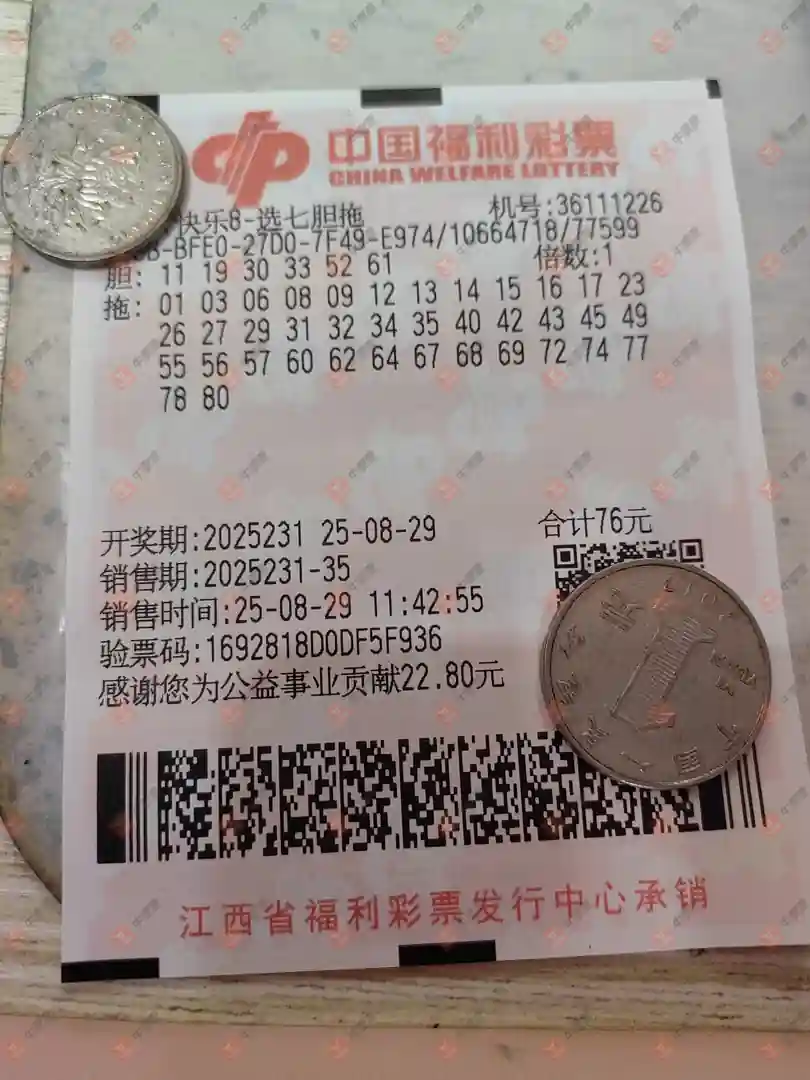 中国福利彩票
CHINA WELFARE LOTTERY
快乐8-选七胆拖 机号:36111226
-BFE0-27D0-7F49-E974/10664718/77599
胆: 11 19 30 33 52 61 倍数:1
拖: 01 03 06 08 09 12 13 14 15 16 17 23
26 27 29 31 32 34 35 40 42 43 45 49
55 56 57 60 62 64 67 68 69 72 74 77
78 80
开奖期:2025231 25-08-29 合计76元
销售期:2025231-35
销售时间:25-08-29 11:42:55
验票码:1692818D0DF5F936
感谢您为公益事业贡献22.80元
江西省福利彩票发行中心承销